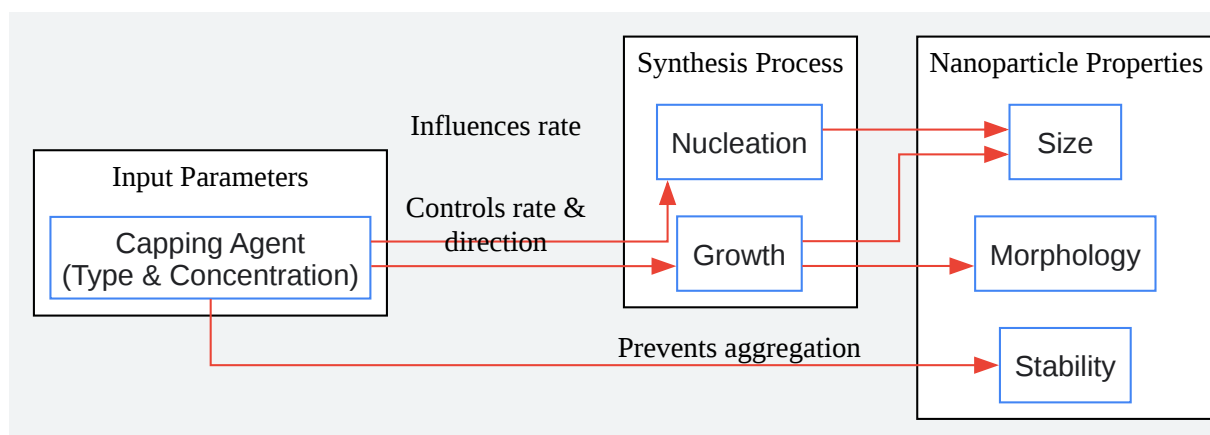 Input Parameters
Capping Agent
(Type & Concentration)
Influences rate
Controls rate &
direction
Prevents aggregation
Synthesis Process
Nucleation
Growth
Nanoparticle Properties
Size
Morphology
Stability